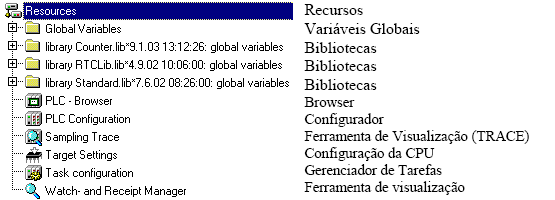 Resources Recursos
Global Variables Variáveis Globais
library Counter.lib*9.1.03 13:12:26: global variables Bibliotecas
library RTCLib.lib*4.9.02 10:06:00: global variables Bibliotecas
library Standard.lib*7.6.02 08:26:00: global variables Bibliotecas
PLC - Browser Browser
PLC Configuration Configurador
Sampling Trace Ferramenta de Visualização (TRACE)
Target Settings Configuração da CPU
Task configuration Gerenciador de Tarefas
Watch- and Receipt Manager Ferramenta de visualização